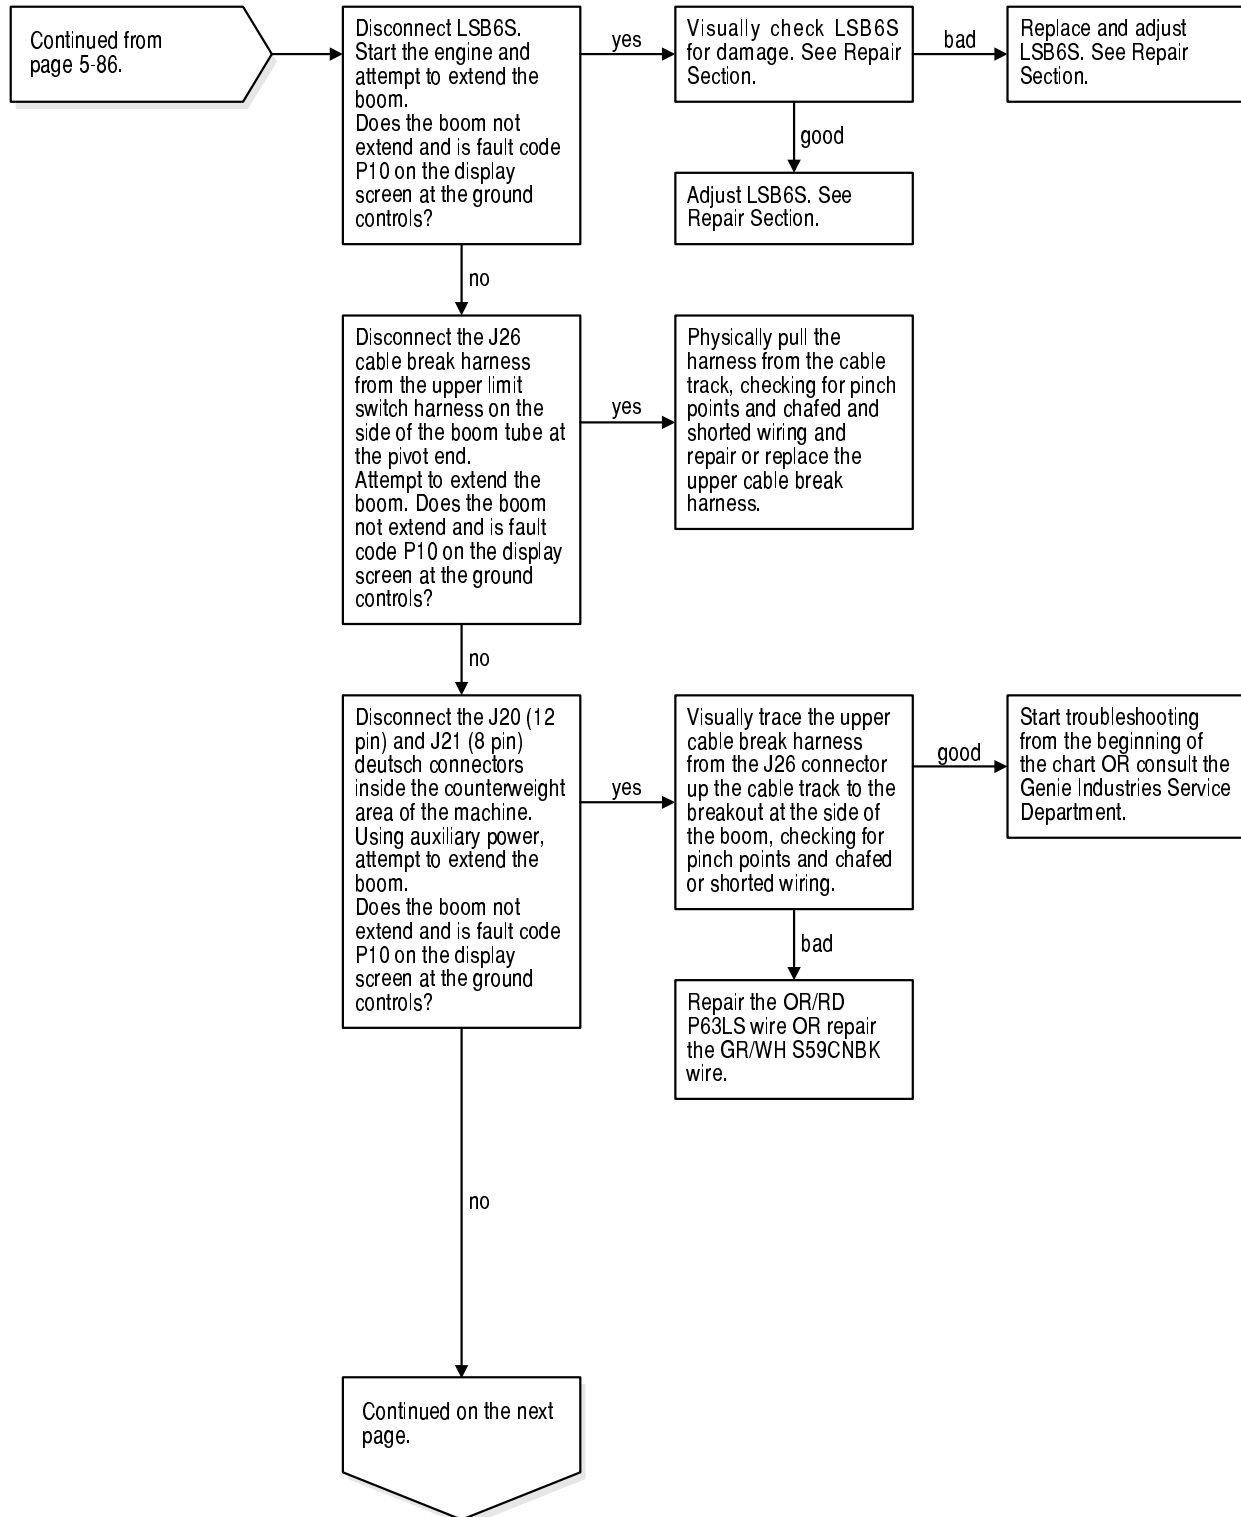 Continued from
page 5-86.
Disconnect LSB6S.
Start the engine and
attempt to extend the
boom.
Does the boom not
extend and is fault code
P10 on the display
screen at the ground
controls?
yes
Visually check LSB6S
for damage. See Repair
Section.
bad
Replace and adjust
LSB6S. See Repair
Section.
good
Adjust LSB6S. See
Repair Section.
no
Disconnect the J26
cable break harness
from the upper limit
switch harness on the
side of the boom tube at
the pivot end.
Attempt to extend the
boom. Does the boom
not extend and is fault
code P10 on the display
screen at the ground
controls?
yes
Physically pull the
harness from the cable
track, checking for pinch
points and chafed and
shorted wiring and
repair or replace the
upper cable break
harness.
no
Disconnect the J20 (12
pin) and J21 (8 pin)
deutsch connectors
inside the counterweight
area of the machine.
Using auxiliary power,
attempt to extend the
boom.
Does the boom not
extend and is fault code
P10 on the display
screen at the ground
controls?
yes
Visually trace the upper
cable break harness
from the J26 connector
up the cable track to the
breakout at the side of
the boom, checking for
pinch points and chafed
or shorted wiring.
good
Start troubleshooting
from the beginning of
the chart OR consult the
Genie Industries Service
Department.
bad
Repair the OR/RD
P63LS wire OR repair
the GR/WH S59CNBK
wire.
no
Continued on the next
page.